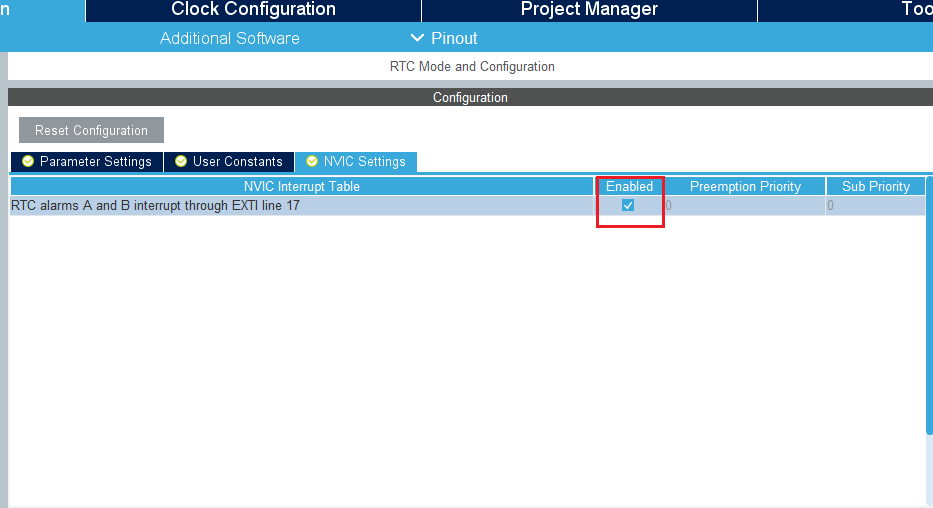 n Clock Configuration Project Manager Too
Additional Software Pinout
RTC Mode and Configuration
Configuration
Reset Configuration
Parameter Settings User Constants NVIC Settings
NVIC Interrupt Table Enabled Preemption Priority Sub Priority
RTC alarms A and B interrupt through EXTI line 17 0 0